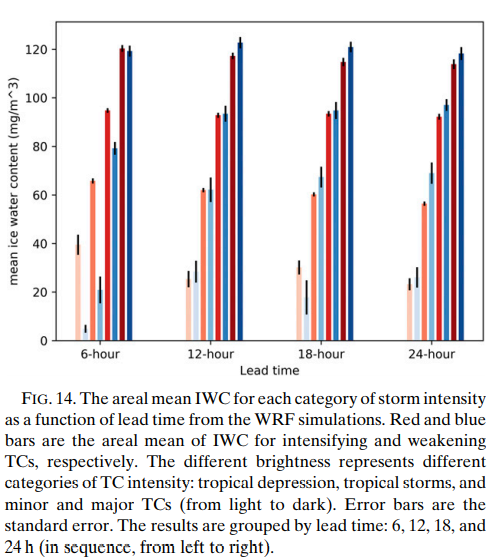 120
100
80
60
40
20
0
mean ice water content (mg/m^3)
6-hour 12-hour 18-hour 24-hour
Lead time
FIG. 14. The areal mean IWC for each category of storm intensity
as a function of lead time from the WRF simulations. Red and blue
bars are the areal mean of IWC for intensifying and weakening
TCs, respectively. The different brightness represents different
categories of TC intensity: tropical depression, tropical storms, and
minor and major TCs (from light to dark). Error bars are the
standard error. The results are grouped by lead time: 6, 12, 18, and
24 h (in sequence, from left to right).